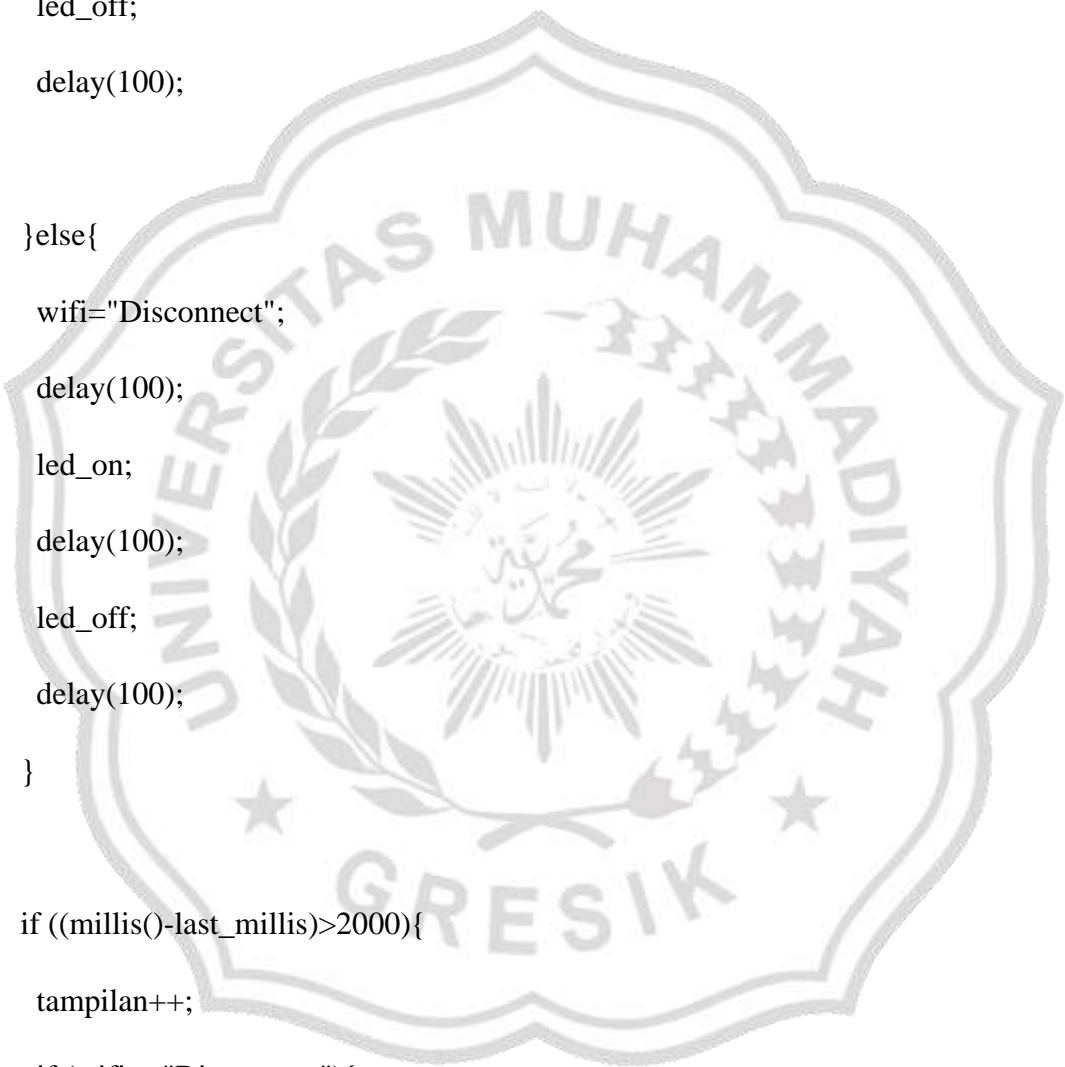 led_off;
delay(100);
}else{
wifi="Disconnect";
delay(100);
led_on;
delay(100);
led_off;
delay(100);
}
if ((millis()-last_millis)>2000){
tampilan++;
UNIVERSITAS MUHAMMADIYAH
GRESIK